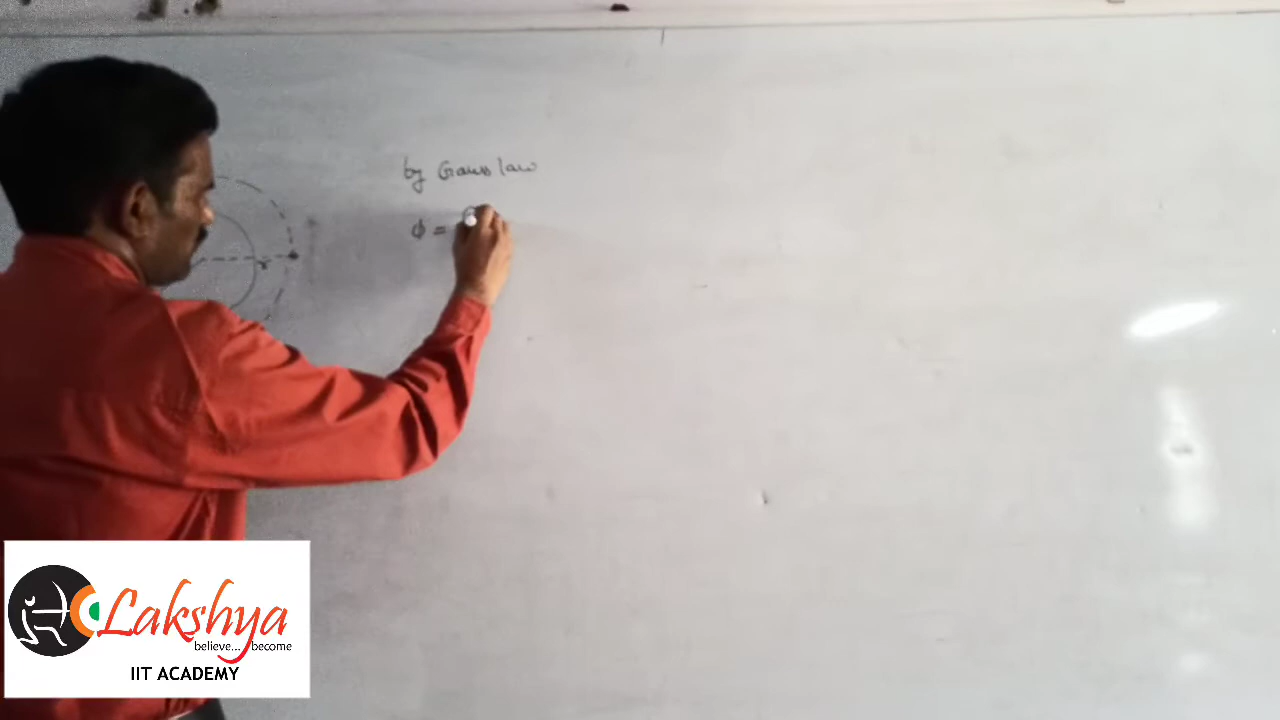 by Gauss law
ϕ =
r
Lakshya
believe... become
IIT ACADEMY